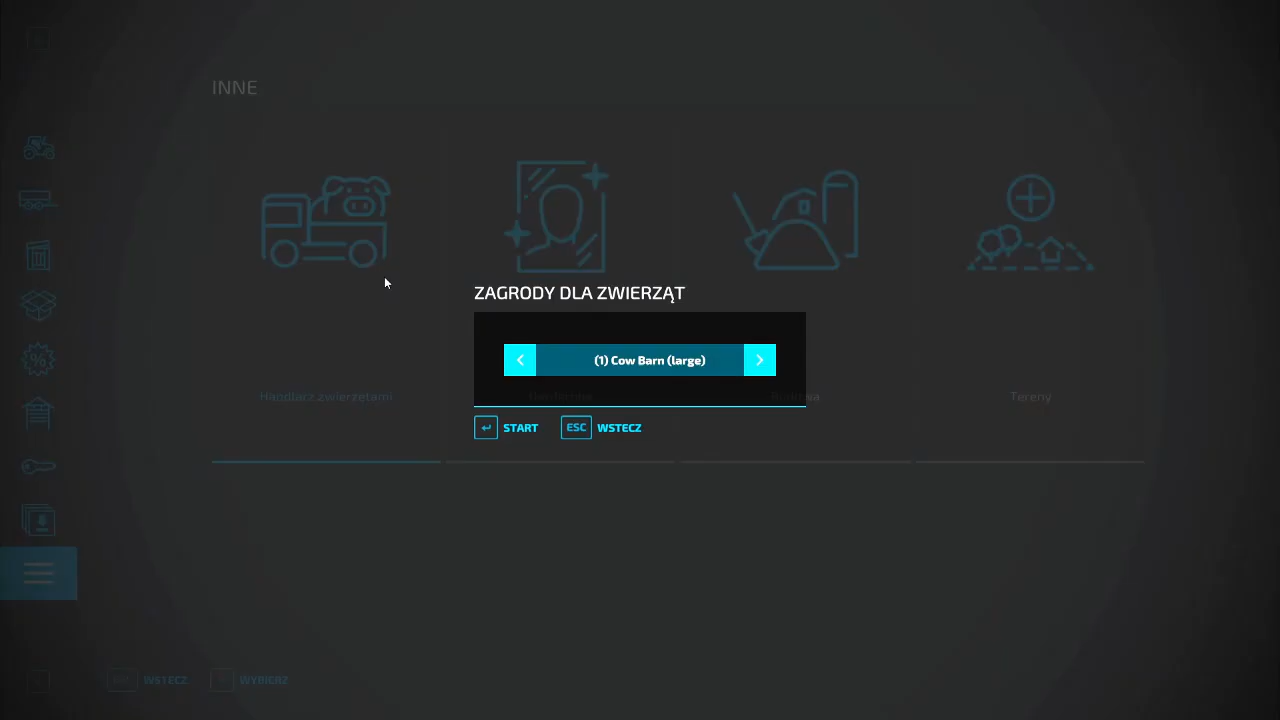 INNE
ZAGRODY DLA ZWIERZĄT
(1) Cow Barn (large)
Handlarz zwierzętami
Tereny
START
ESC WSTECZ
WSTECZ
WYBIERZ